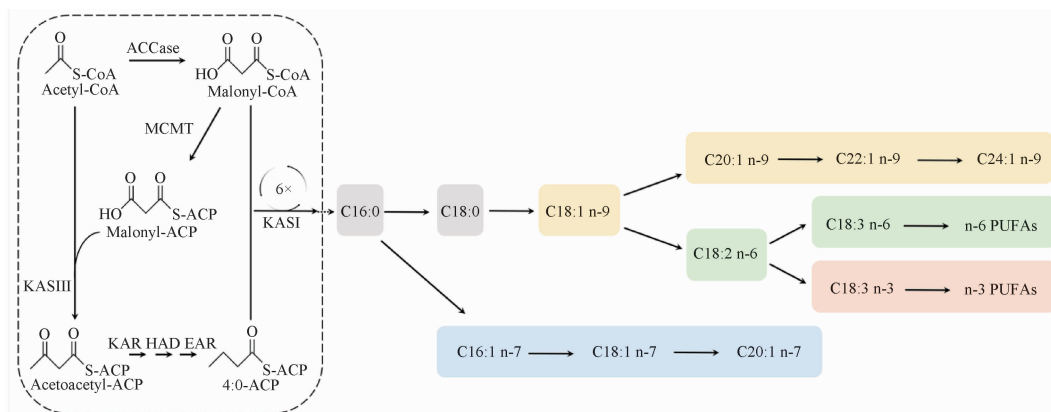 O
S-CoA
Acetyl-CoA
ACCase
O O
HO S-CoA
Malonyl-CoA
MCMT
O O
HO S-ACP
Malonyl-ACP
KASIII
6×
KASI
O O
S-ACP
Acetoacetyl-ACP
KAR HAD EAR
O
S-ACP
4:0-ACP
C16:0
C18:0
C18:1 n-9
C20:1 n-9
C22:1 n-9
C24:1 n-9
C18:2 n-6
C18:3 n-6
n-6 PUFAs
C18:3 n-3
n-3 PUFAs
C16:1 n-7
C18:1 n-7
C20:1 n-7